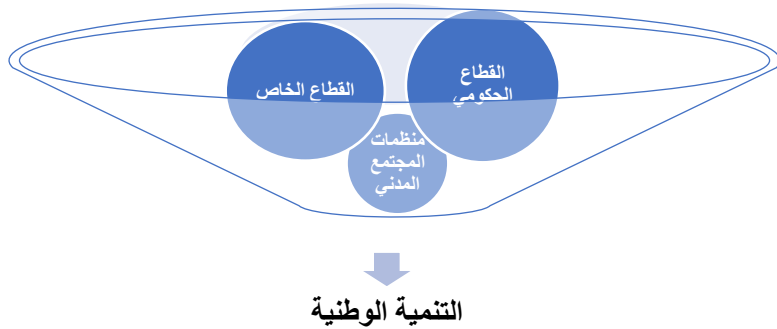 القطاع
الحكومي
القطاع الخاص
منظمات
المجتمع
المدني
التنمية الوطنية